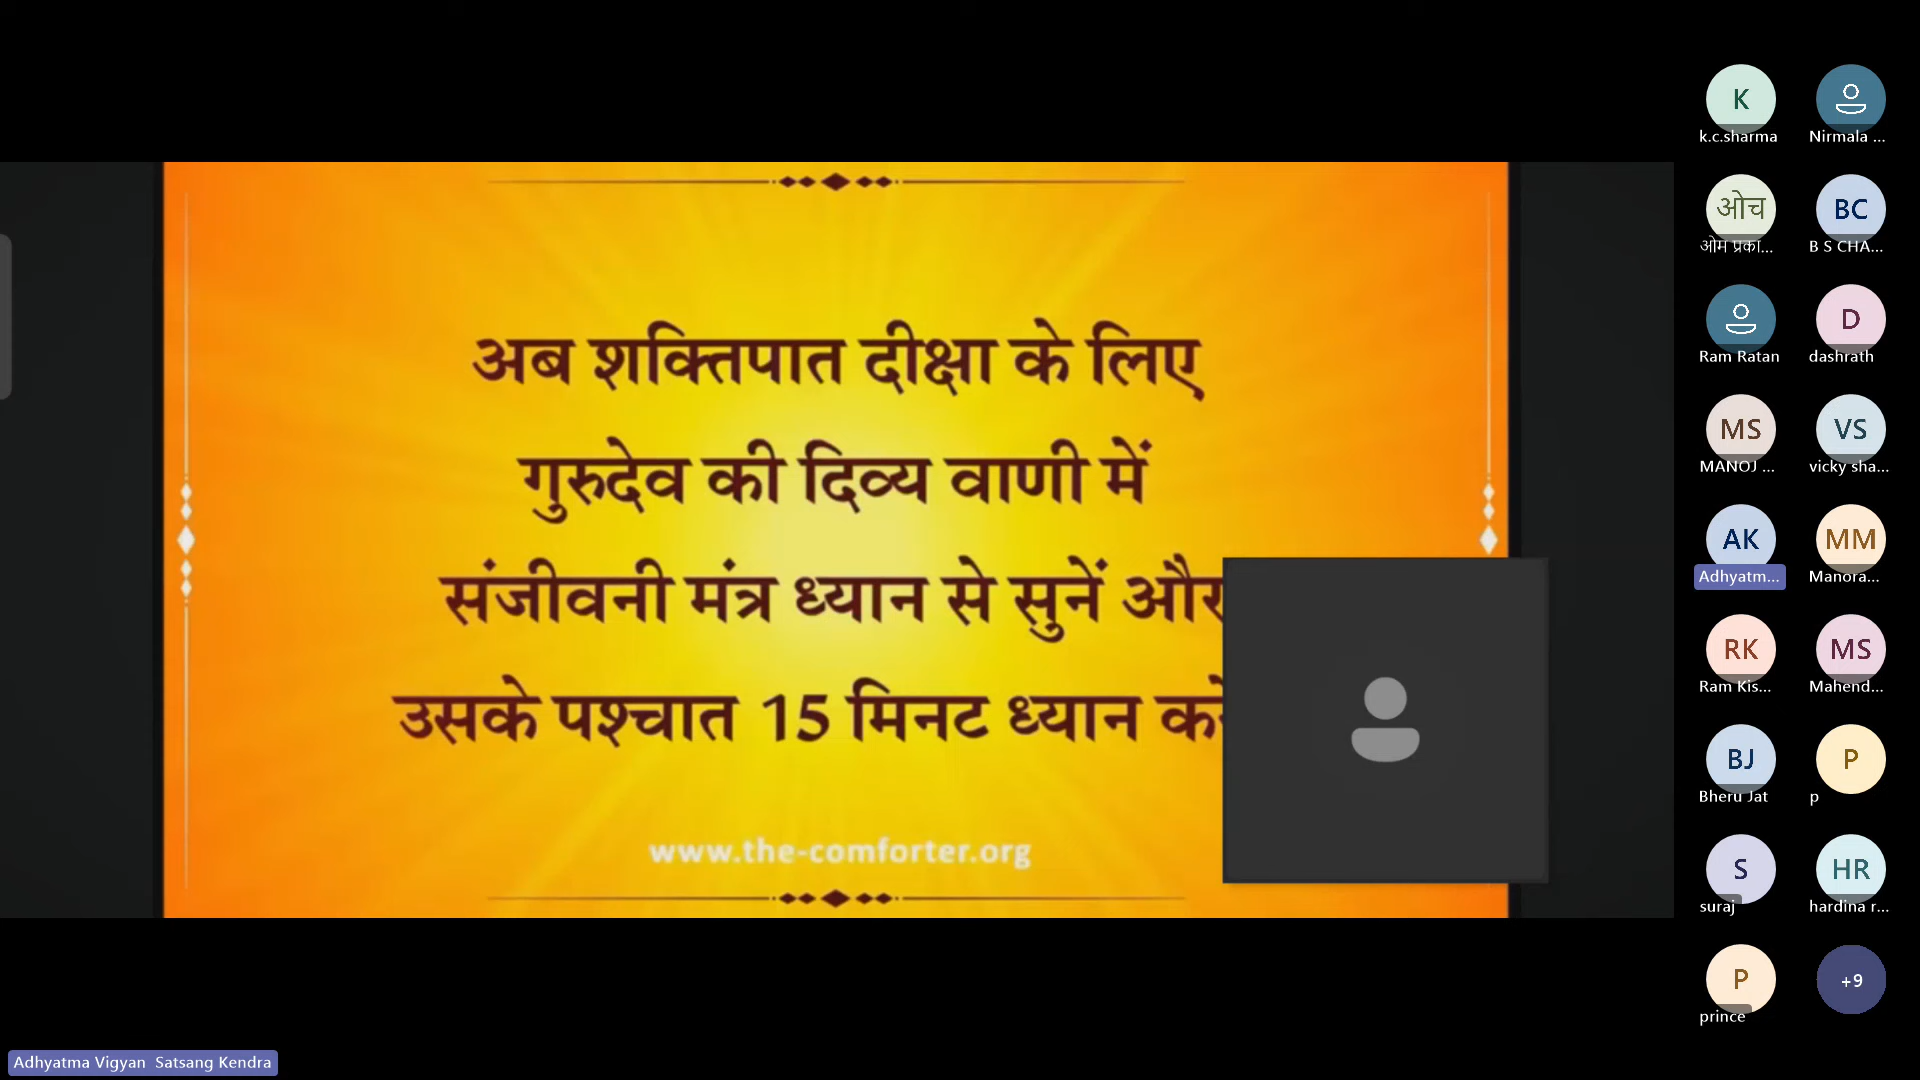 अब शक्तिपात दीक्षा के लिए
गुरुदेव की दिव्य वाणी में
संजीवनी मंत्र ध्यान से सुनें और
उसके पश्चात 15 मिनट ध्यान
www.the-comforter.org
Adhyatma Vigyan Satsang Kendra
K
k.c.sharma
Nirmala ...
ओच
ओम प्रका...
BC
B S CHA...
Ram Ratan
D
dashrath
MS
MANOJ ...
VS
vicky sha...
AK
Adhyatm...
MM
Manora...
RK
Ram Kis...
MS
Mahend...
BJ
Bheru Jat
P
p
S
suraj
HR
hardina r...
P
prince
+9